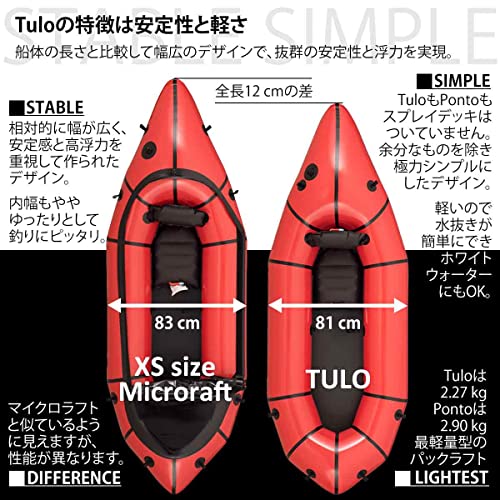 STABLE SIMPLE
Tuloの特徴は安定性と軽さ
船体の長さと比較して幅広のデザインで、抜群の安定性と浮力を実現。
全長12 cmの差
STABLE
相対的に幅が広く、
安定感と高浮力を
重視して作られた
デザイン。
内幅もやや
ゆったりとして
釣りにピッタリ。
SIMPLE
TuloもPontoも
スプレイデッキは
ついていません。
余分なものを除き
極力シンプルに
したデザイン。
軽いので
水抜きが
簡単にでき
ホワイト
ウォーター
にもOK。
83 cm
XS size
Microraft
81 cm
TULO
マイクロラフト
と似ているよう
に見えますが、性
能が異なります。
DIFFERENCE
Tuloは
2.27 kg
Pontoは
2.90 kg
最軽量型の
パックラフト
LIGHTEST